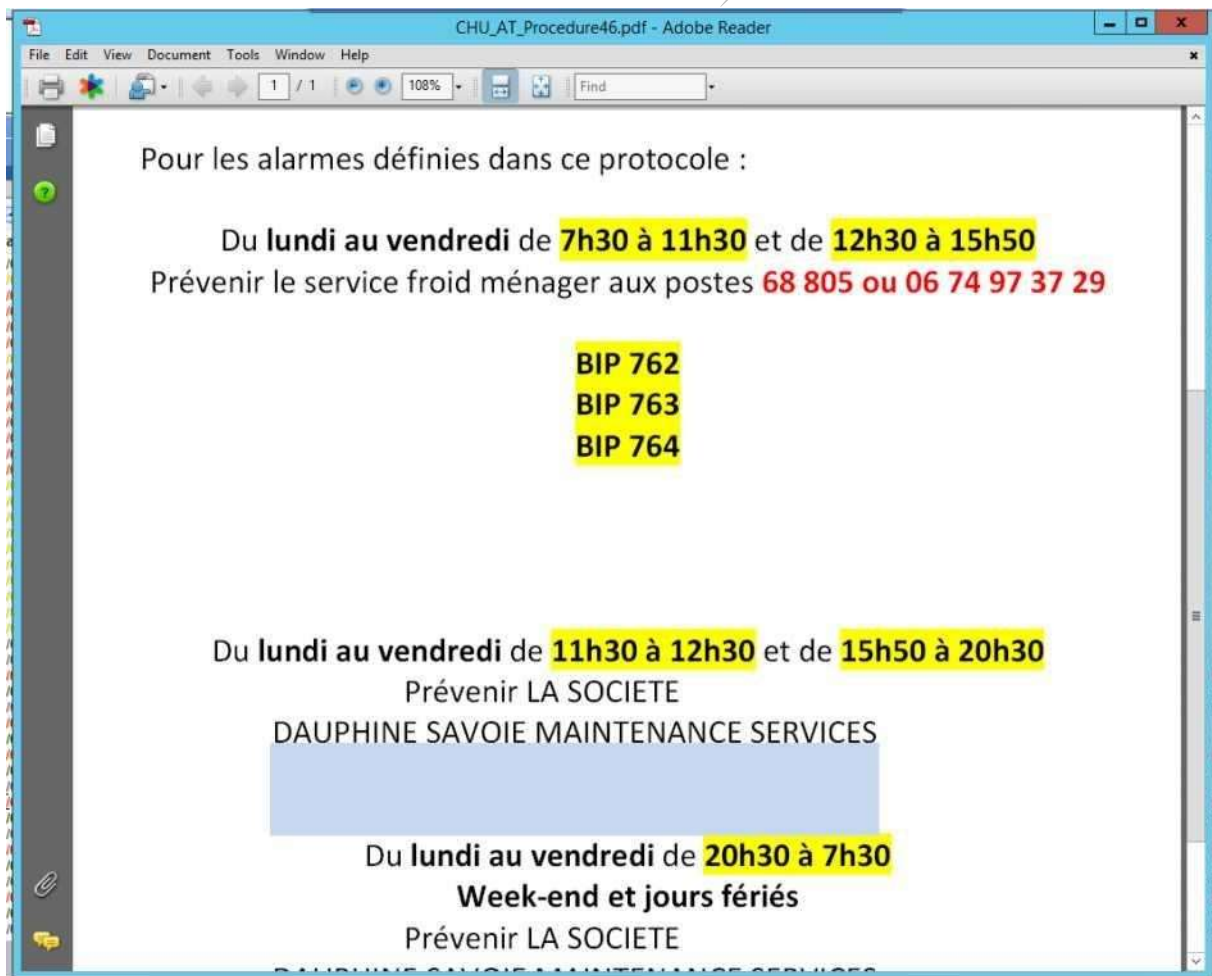 CHU_AT_Procedure46.pdf - Adobe Reader
File Edit View Document Tools Window Help
1 / 1 108% Find
Pour les alarmes définies dans ce protocole :
Du lundi au vendredi de 7h30 à 11h30 et de 12h30 à 15h50
Prévenir le service froid ménager aux postes 68 805 ou 06 74 97 37 29
BIP 762
BIP 763
BIP 764
Du lundi au vendredi de 11h30 à 12h30 et de 15h50 à 20h30
Prévenir LA SOCIETE
DAUPHINE SAVOIE MAINTENANCE SERVICES
Du lundi au vendredi de 20h30 à 7h30
Week-end et jours fériés
Prévenir LA SOCIETE
DAUPHINE SAVOIE MAINTENANCE SERVICES